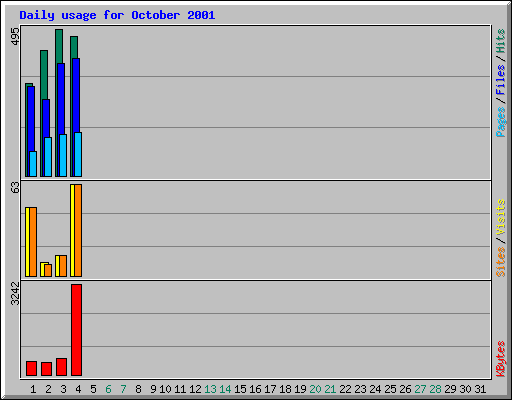 Daily usage for October 2001
495
Pages / Files / Hits
63
Sites / Visits
3242
KBytes
1 2 3 4 5 6 7 8 9 10 11 12 13 14 15 16 17 18 19 20 21 22 23 24 25 26 27 28 29 30 31